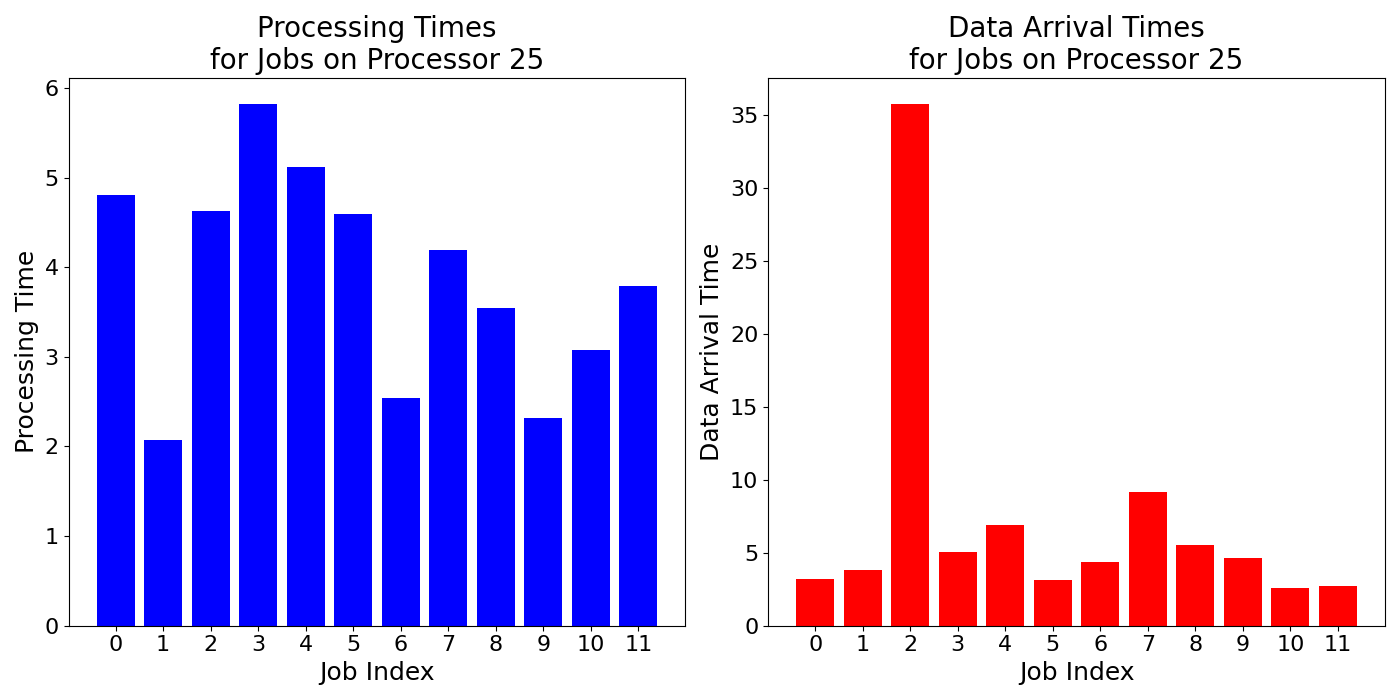 Processing Times
for Jobs on Processor 25
6
5
4
3
2
1
0
Processing Time
0 1 2 3 4 5 6 7 8 9 10 11
Job Index
Data Arrival Times
for Jobs on Processor 25
35
30
25
20
15
10
5
0
Data Arrival Time
0 1 2 3 4 5 6 7 8 9 10 11
Job Index